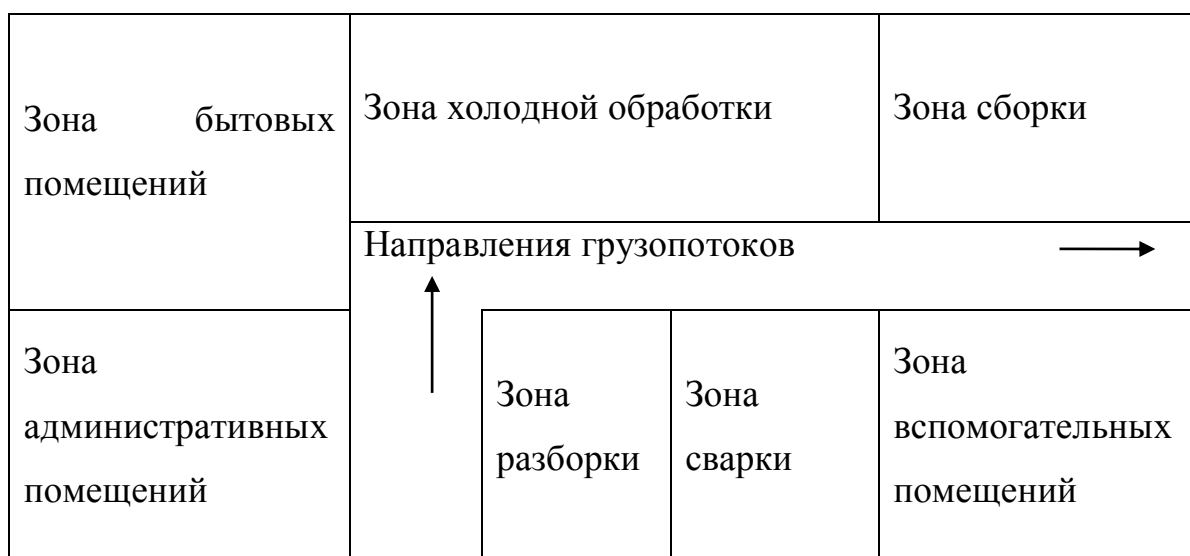 Зона бытовых
помещений
Зона холодной обработки
Зона сборки
Направления грузопотоков
Зона
административных
помещений
Зона
разборки
Зона
сварки
Зона
вспомогательных
помещений